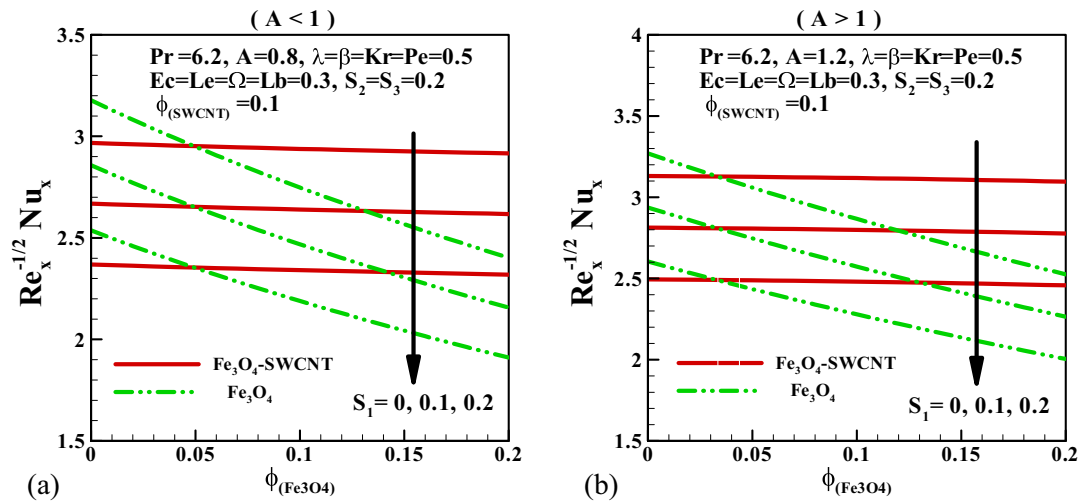 ( A < 1 )
3.5
3
2.5
2
1.5
Re_x^{-1/2} Nu_x
Pr =6.2, A=0.8, λ=β=Kr=Pe=0.5
Ec=Le=Ω=Lb=0.3, S₂=S₃=0.2
ϕ(SWCNT) =0.1
Fe₃O₄-SWCNT
Fe₃O₄
S₁= 0, 0.1, 0.2
0 0.05 0.1 0.15 0.2
(a)
ϕ(Fe3O4)
( A > 1 )
4
3.5
3
2.5
2
1.5
Re_x^{-1/2} Nu_x
Pr =6.2, A=1.2, λ=β=Kr=Pe=0.5
Ec=Le=Ω=Lb=0.3, S₂=S₃=0.2
ϕ(SWCNT) =0.1
Fe₃O₄-SWCNT
Fe₃O₄
S₁= 0, 0.1, 0.2
0 0.05 0.1 0.15 0.2
(b)
ϕ(Fe3O4)